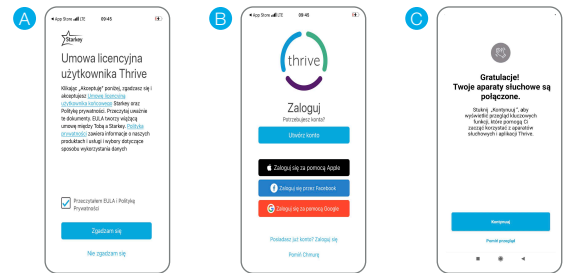 A
App Store LTE 09:45
Starkey
Umowa licencyjna
użytkownika Thrive
Klikając „Akceptuję” poniżej, zgadzasz się i
akceptujesz Umowę licencyjną
użytkownika końcowego Starkey oraz
Politykę prywatności. Przeczytaj uważnie
te dokumenty. EULA tworzy wiążącą
umowę między Tobą a Starkey. Polityka
prywatności zawiera informacje o naszych
produktach i usługi i wybory dotyczące
sposobu wykorzystania danych
Przeczytałem EULA i Politykę
Prywatności
Zgadzam się
Nie zgadzam się
B
App Store LTE 09:45
thrive
Zaloguj
Potrzebujesz konta?
Utwórz konto
Zaloguj się za pomocą Apple
Zaloguj się przez Facebook
Zaloguj się za pomocą Google
Posiadasz już konto? Zaloguj się
Pomiń Chmurę
C
Gratulacje!
Twoje aparaty słuchowe są
połączone.
Stuknij „Kontynuuj”, aby
wyświetlić przegląd kluczowych
funkcji, które pomogą Ci
zacząć korzystać z aparatów
słuchowych i aplikacji Thrive.
Kontynuuj
Pomiń przegląd